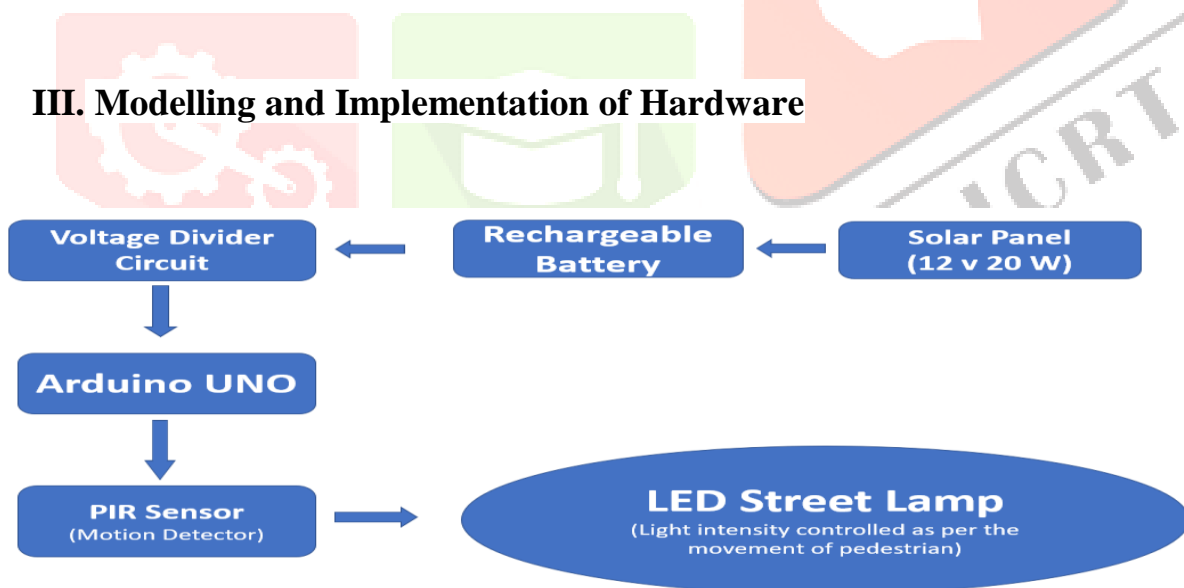 III. Modelling and Implementation of Hardware
IJCRT
Voltage Divider
Circuit
Rechargeable
Battery
Solar Panel
(12 v 20 W)
Arduino UNO
PIR Sensor
(Motion Detector)
LED Street Lamp
(Light intensity controlled as per the
movement of pedestrian)